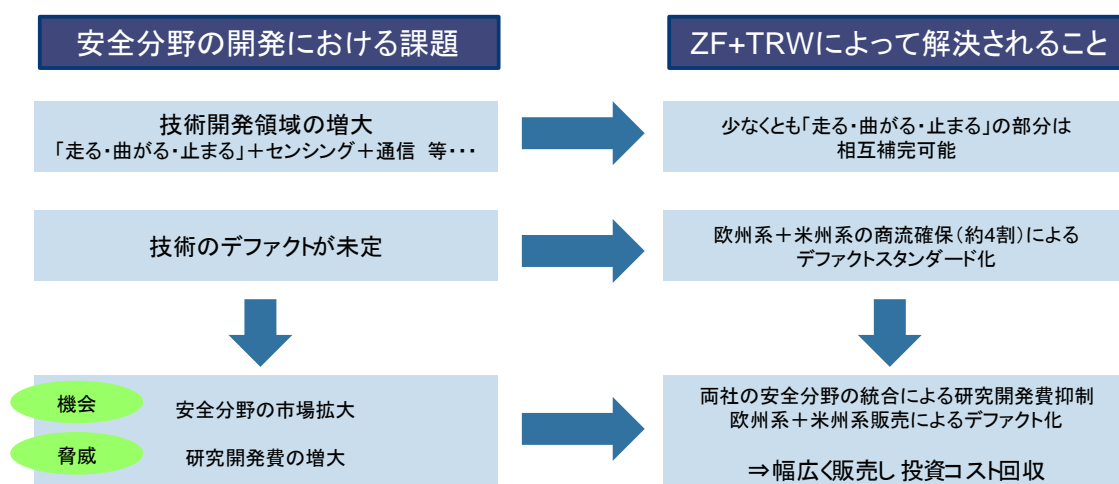 安全分野の開発における課題
ZF+TRWによって解決されること
技術開発領域の増大
「走る・曲がる・止まる」＋センシング＋通信 等・・・
少なくとも「走る・曲がる・止まる」の部分は
相互補完可能
技術のデファクトが未定
欧州系＋米州系の商流確保（約4割）による
デファクトスタンダード化
機会
安全分野の市場拡大
脅威
研究開発費の増大
両社の安全分野の統合による研究開発費抑制
欧州系＋米州系販売によるデファクト化
⇒幅広く販売し投資コスト回収